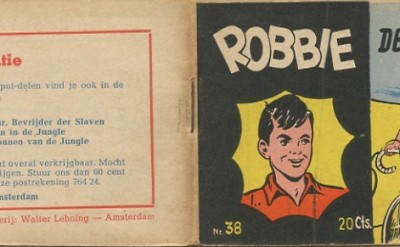 tie
put-delen vind je ook in de
r, Bevrijder der Slaven
n in de Jungle
onnen van de Jungle
nt overal verkrijgbaar. Mocht
ijgen. Stuur ons dan 60 cent
ze postrekening 764 24.
msterdam
erij: Walter Lehning — Amsterdam
ROBBIE
DE
Nr. 38
20 Cts.